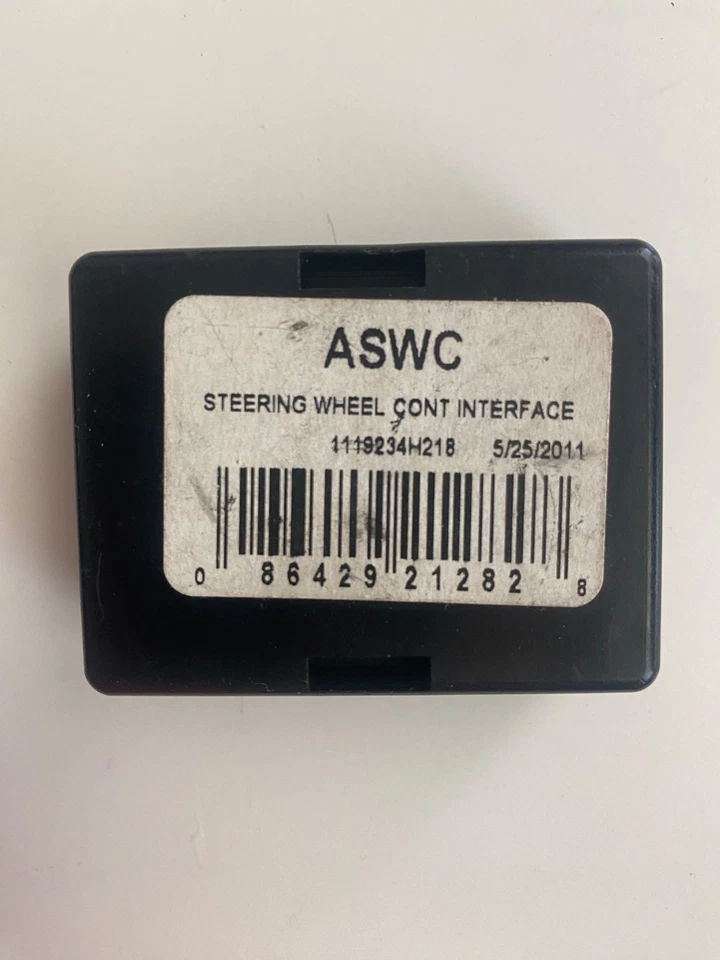 ASWC
STEERING WHEEL CONT INTERFACE
1119234H218 5/25/2011
0 86429 21282 8